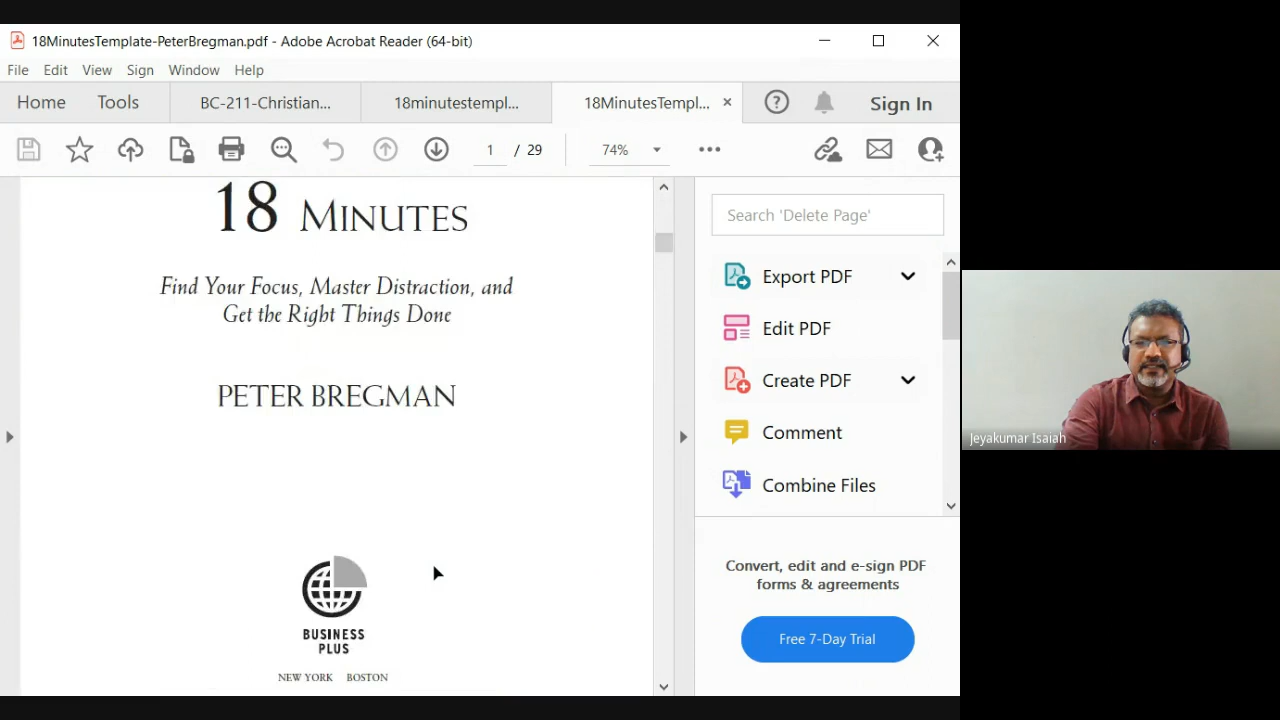 18MinutesTemplate-PeterBregman.pdf - Adobe Acrobat Reader (64-bit)
File Edit View Sign Window Help
Home Tools BC-211-Christian... 18minutestempl... 18MinutesTempl... × ? Sign In
1 / 29 74%
18 MINUTES
Find Your Focus, Master Distraction, and
Get the Right Things Done
PETER BREGMAN
BUSINESS
PLUS
NEW YORK BOSTON
Search 'Delete Page'
Export PDF
Edit PDF
Create PDF
Comment
Combine Files
Convert, edit and e-sign PDF
forms & agreements
Free 7-Day Trial
Jeyakumar Isaiah